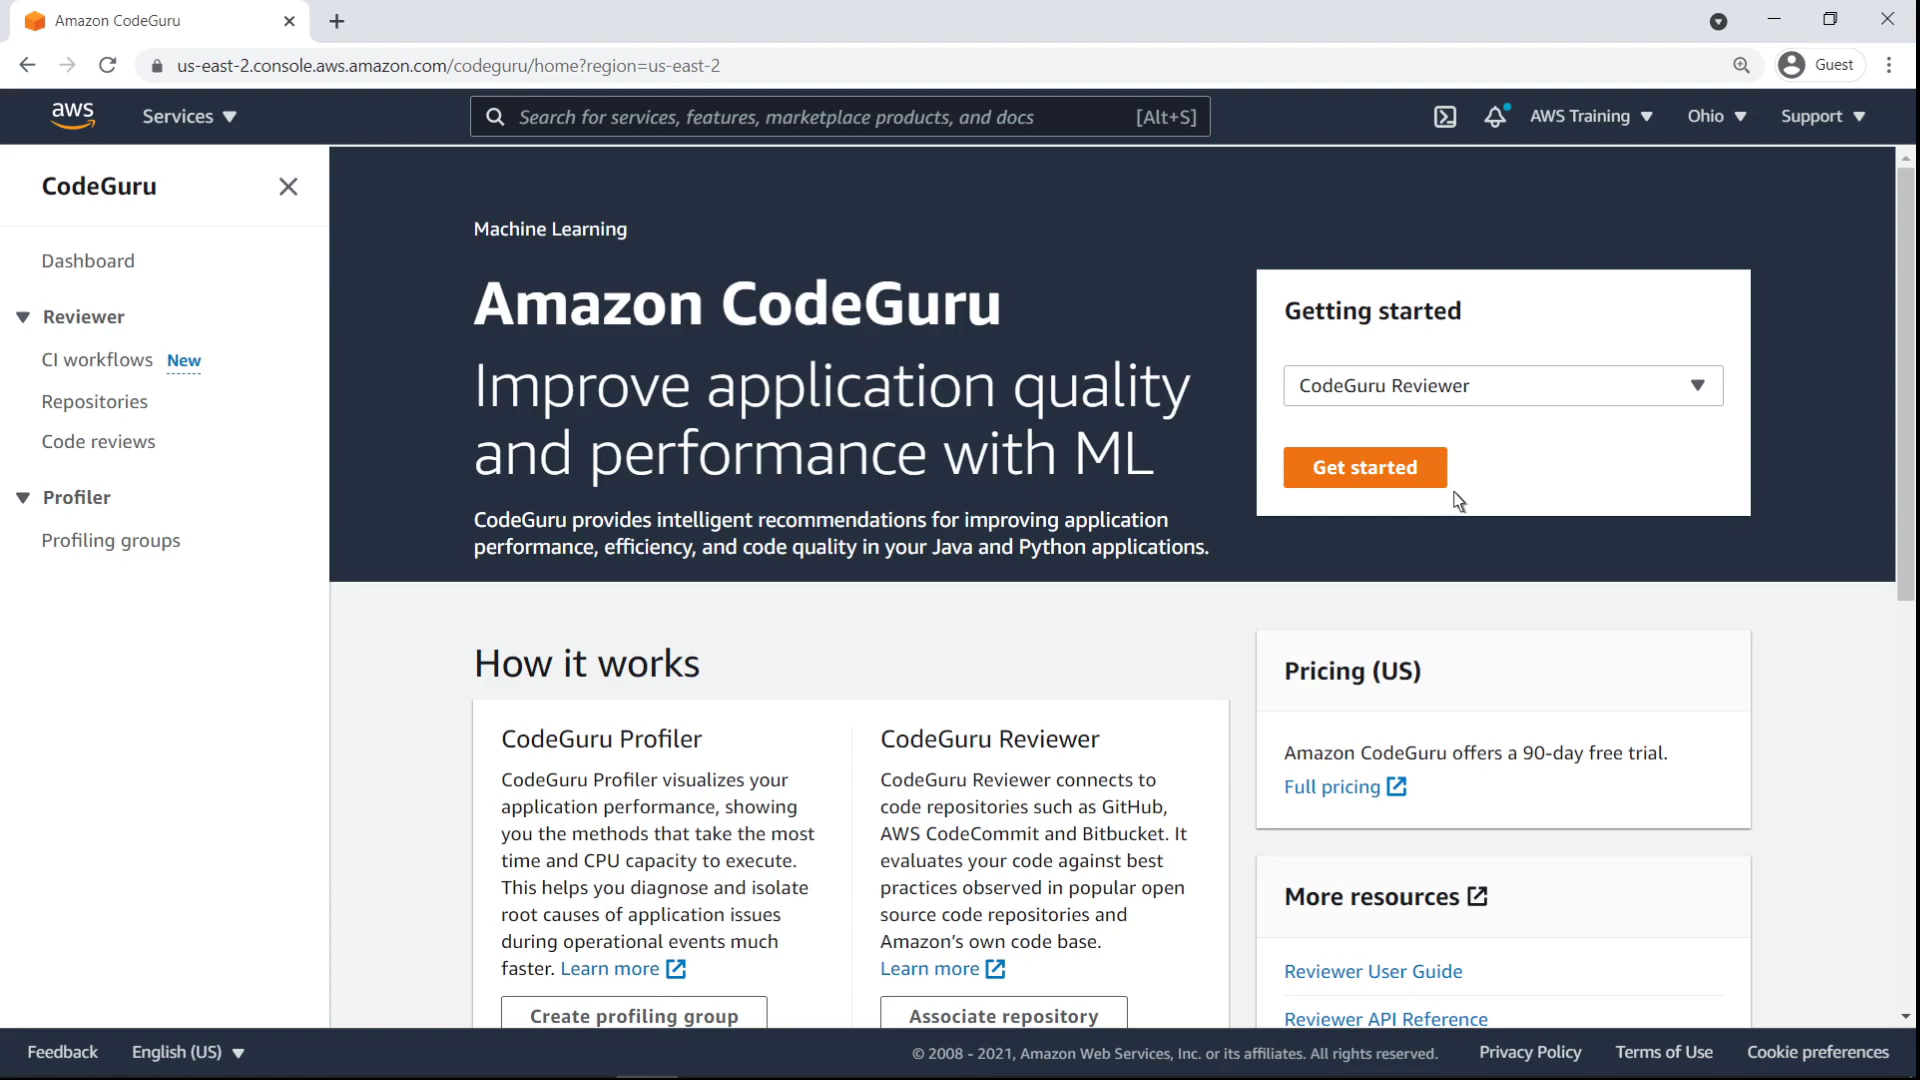 Amazon CodeGuru
us-east-2.console.aws.amazon.com/codeguru/home?region=us-east-2
Guest
aws
Services
Search for services, features, marketplace products, and docs
[Alt+S]
AWS Training
Ohio
Support
CodeGuru
Dashboard
Reviewer
CI workflows New
Repositories
Code reviews
Profiler
Profiling groups
Machine Learning
Amazon CodeGuru
Improve application quality
and performance with ML
CodeGuru provides intelligent recommendations for improving application
performance, efficiency, and code quality in your Java and Python applications.
Getting started
CodeGuru Reviewer
Get started
How it works
CodeGuru Profiler
CodeGuru Profiler visualizes your
application performance, showing
you the methods that take the most
time and CPU capacity to execute.
This helps you diagnose and isolate
root causes of application issues
during operational events much
faster. Learn more
Create profiling group
CodeGuru Reviewer
CodeGuru Reviewer connects to
code repositories such as GitHub,
AWS CodeCommit and Bitbucket. It
evaluates your code against best
practices observed in popular open
source code repositories and
Amazon's own code base.
Learn more
Associate repository
Pricing (US)
Amazon CodeGuru offers a 90-day free trial.
Full pricing
More resources
Reviewer User Guide
Reviewer API Reference
Feedback
English (US)
© 2008 - 2021, Amazon Web Services, Inc. or its affiliates. All rights reserved.
Privacy Policy
Terms of Use
Cookie preferences